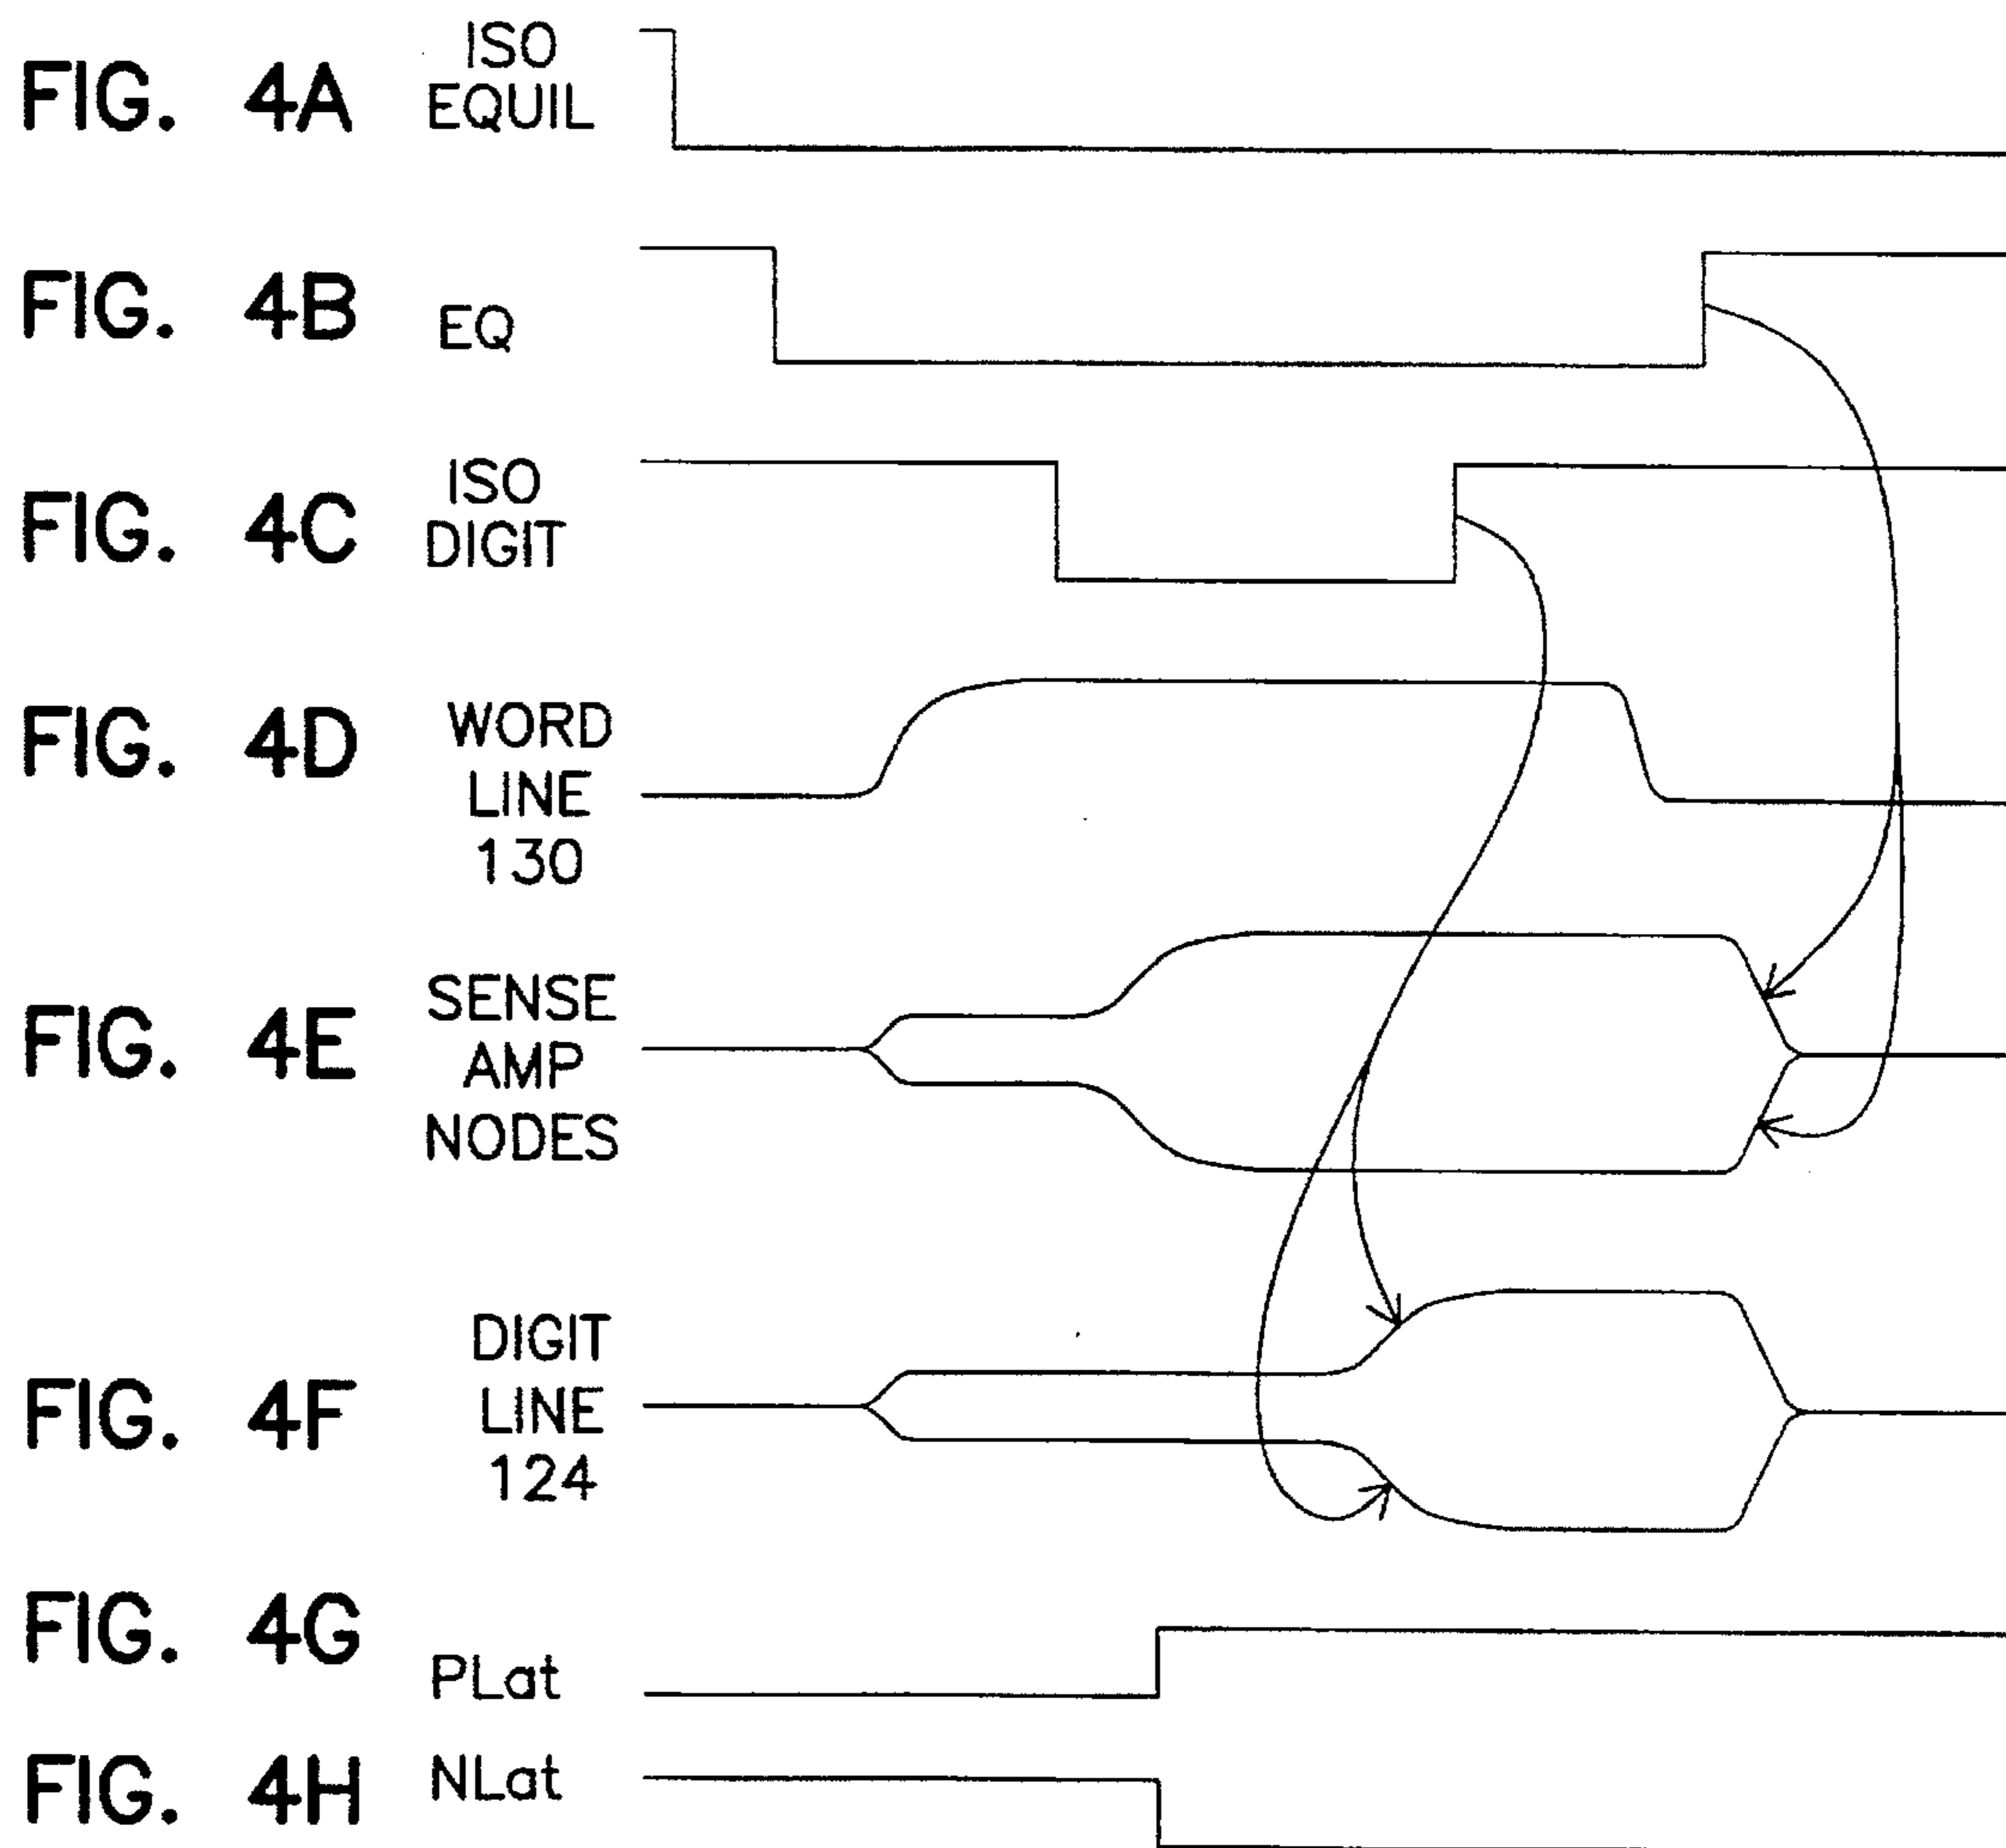 FIG. 4A
ISO
EQUIL
FIG. 4B
EQ
FIG. 4C
ISO
DIGIT
FIG. 4D
WORD
LINE
130
FIG. 4E
SENSE
AMP
NODES
FIG. 4F
DIGIT
LINE
124
FIG. 4G
PLat
FIG. 4H
NLat